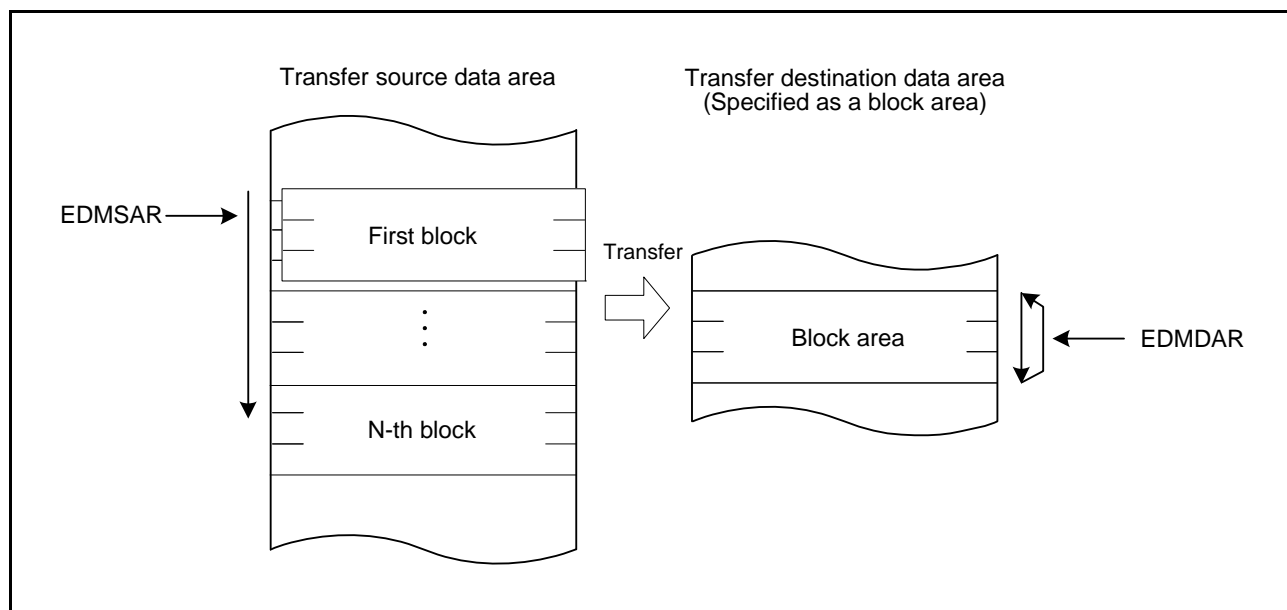 Transfer source data area
Transfer destination data area
(Specified as a block area)
EDMSAR
First block
Transfer
Block area
EDMDAR
N-th block